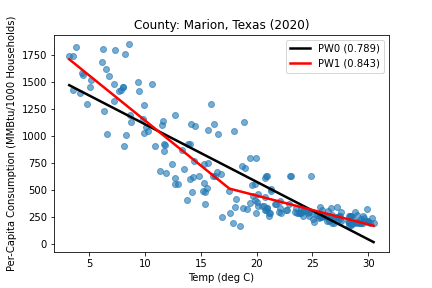 County: Marion, Texas (2020)
PW0 (0.789)
PW1 (0.843)
Per-Capita Consumption (MMBtu/1000 Households)
1750
1500
1250
1000
750
500
250
0
5
10
15
20
25
30
Temp (deg C)